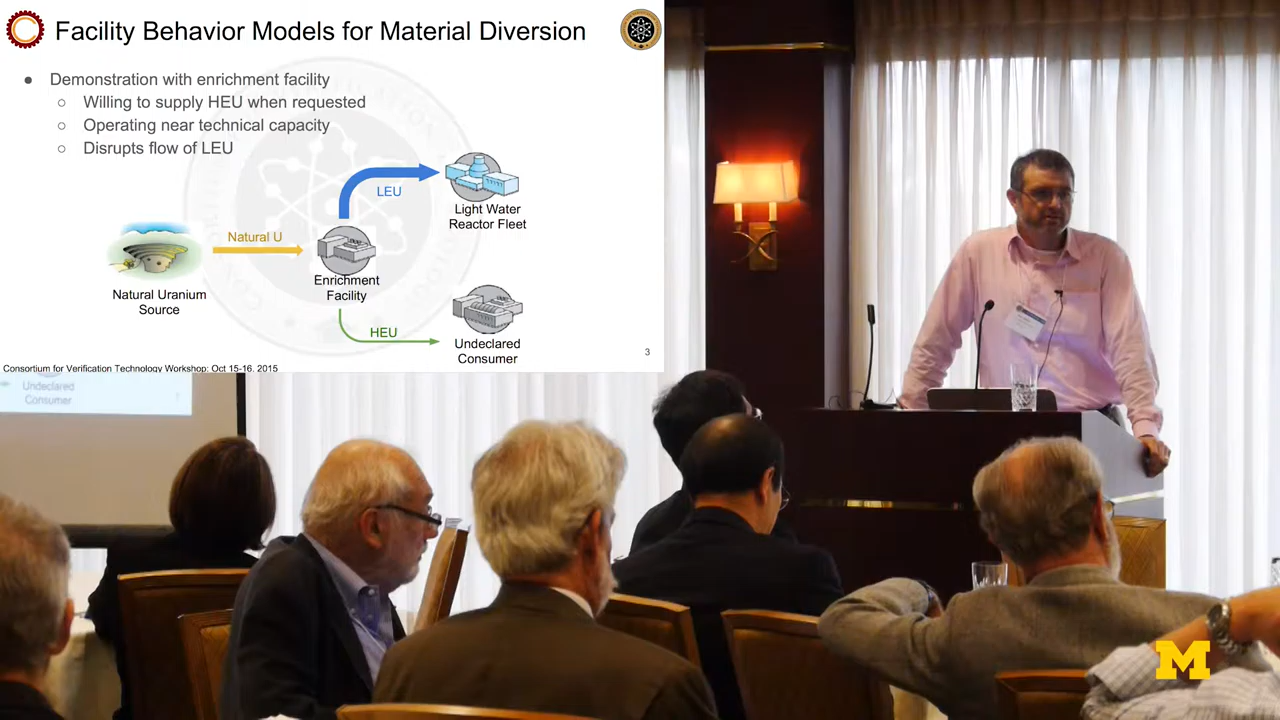 Facility Behavior Models for Material Diversion
● Demonstration with enrichment facility
○ Willing to supply HEU when requested
○ Operating near technical capacity
○ Disrupts flow of LEU
LEU
Light Water
Reactor Fleet
Natural U
Enrichment
Facility
Natural Uranium
Source
HEU
Undeclared
Consumer
3
Consortium for Verification Technology Workshop: Oct 15-16, 2015
Undeclared
Consumer
M